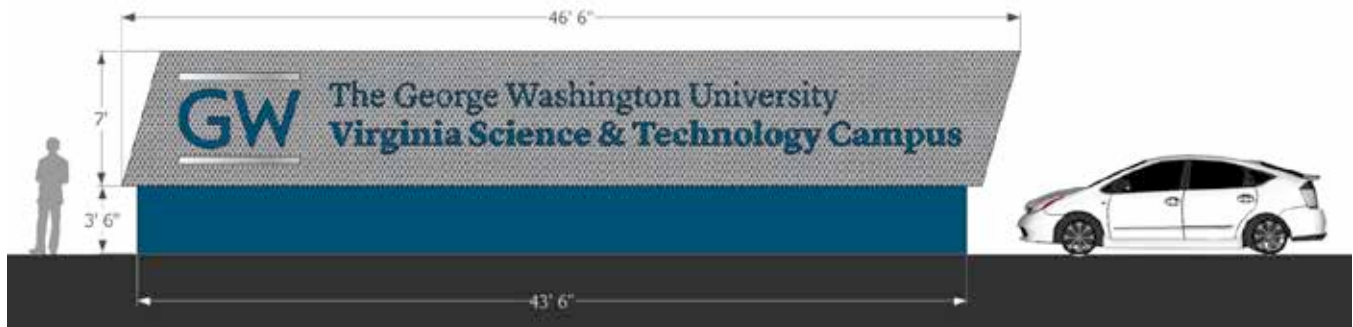 46' 6"
7'
GW
The George Washington University
Virginia Science & Technology Campus
3' 6"
43' 6"